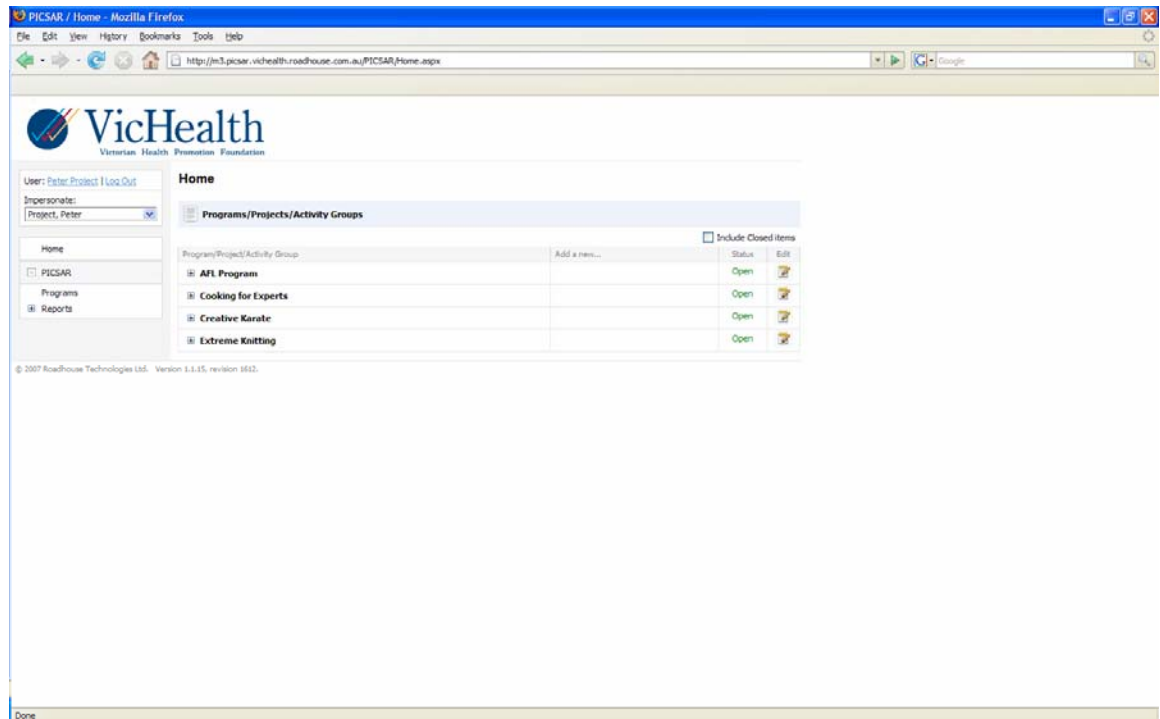 PICSAR / Home - Mozilla Firefox
File Edit View History Bookmarks Tools Help
http://m3.picsar.vichealth.roadhouse.com.au/PICSAR/Home.aspx
Google
VicHealth
Victorian Health Promotion Foundation
User: Peter Project | Log Out
Impersonate:
Project, Peter
Home
PICSAR
Programs
Reports
Home
Programs/Projects/Activity Groups
Include Closed items
Program/Project/Activity Group Add a new... Status Edit
AFL Program Open
Cooking for Experts Open
Creative Karate Open
Extreme Knitting Open
© 2007 Roadhouse Technologies Ltd. Version 1.1.15, revision 1612.
Done